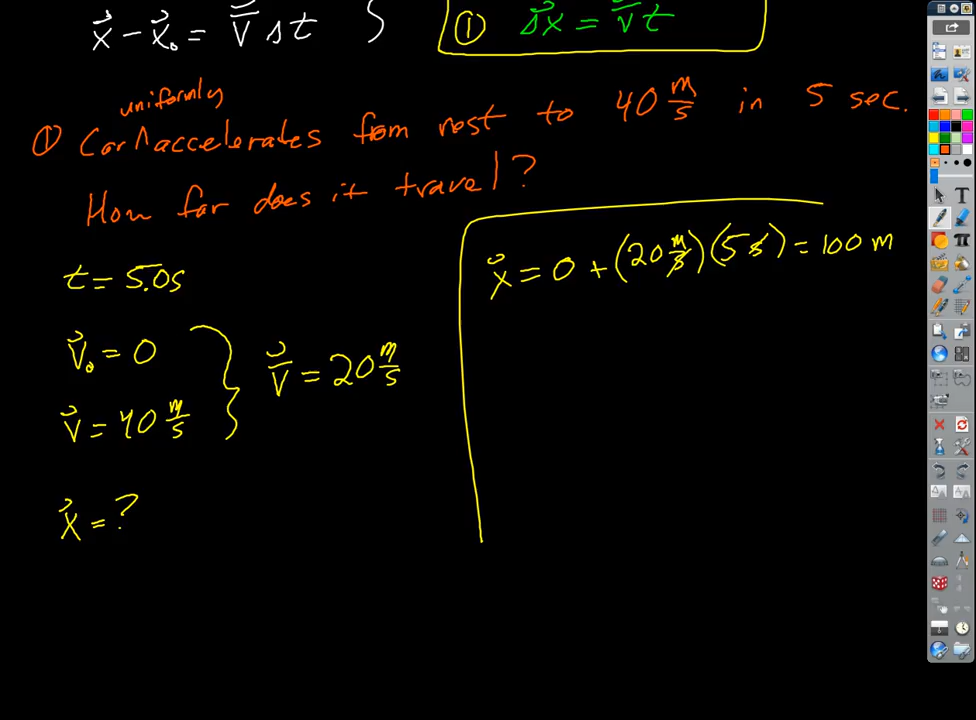 x⃗ - x⃗₀ = v̅⃗ Δt
① Δx⃗ = v̅⃗ t
uniformly
① Car ^ accelerates from rest to 40 m/s in 5 sec.
How far does it travel?
t = 5.0s
v⃗₀ = 0
v⃗ = 40 m/s
v̅⃗ = 20 m/s
x⃗ = ?
x⃗ = 0 + (20 m/s)(5 s) = 100 m